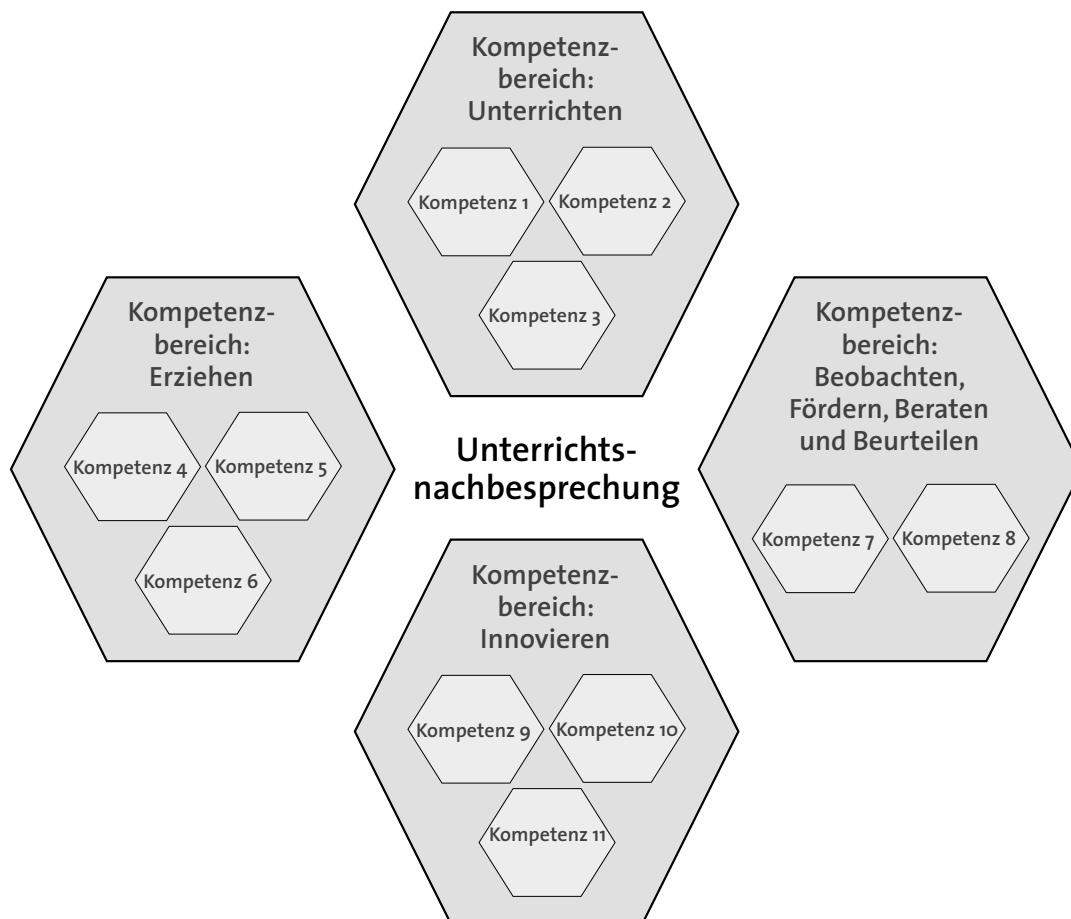 Kompetenz-
bereich:
Unterrichten
Kompetenz 1
Kompetenz 2
Kompetenz 3
Kompetenz-
bereich:
Erziehen
Kompetenz 4
Kompetenz 5
Kompetenz 6
Unterrichts-
nachbesprechung
Kompetenz-
bereich:
Beobachten,
Fördern, Beraten
und Beurteilen
Kompetenz 7
Kompetenz 8
Kompetenz-
bereich:
Innovieren
Kompetenz 9
Kompetenz 10
Kompetenz 11